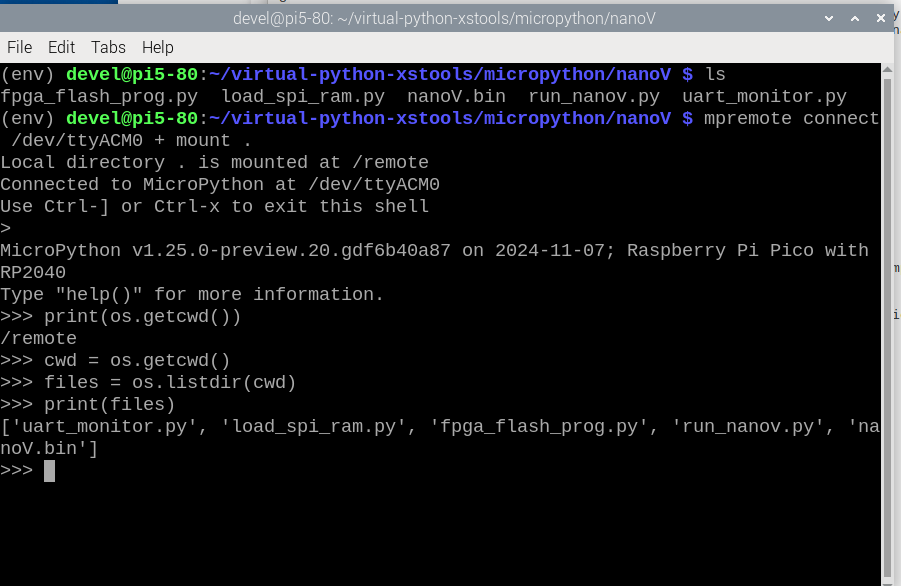 devel@pi5-80: ~/virtual-python-xstools/micropython/nanoV
File Edit Tabs Help
(env) devel@pi5-80:~/virtual-python-xstools/micropython/nanoV $ ls
fpga_flash_prog.py  load_spi_ram.py  nanoV.bin  run_nanov.py  uart_monitor.py
(env) devel@pi5-80:~/virtual-python-xstools/micropython/nanoV $ mpremote connect
 /dev/ttyACM0 + mount .
Local directory . is mounted at /remote
Connected to MicroPython at /dev/ttyACM0
Use Ctrl-] or Ctrl-x to exit this shell
>
MicroPython v1.25.0-preview.20.gdf6b40a87 on 2024-11-07; Raspberry Pi Pico with
RP2040
Type "help()" for more information.
>>> print(os.getcwd())
/remote
>>> cwd = os.getcwd()
>>> files = os.listdir(cwd)
>>> print(files)
['uart_monitor.py', 'load_spi_ram.py', 'fpga_flash_prog.py', 'run_nanov.py', 'na
noV.bin']
>>>